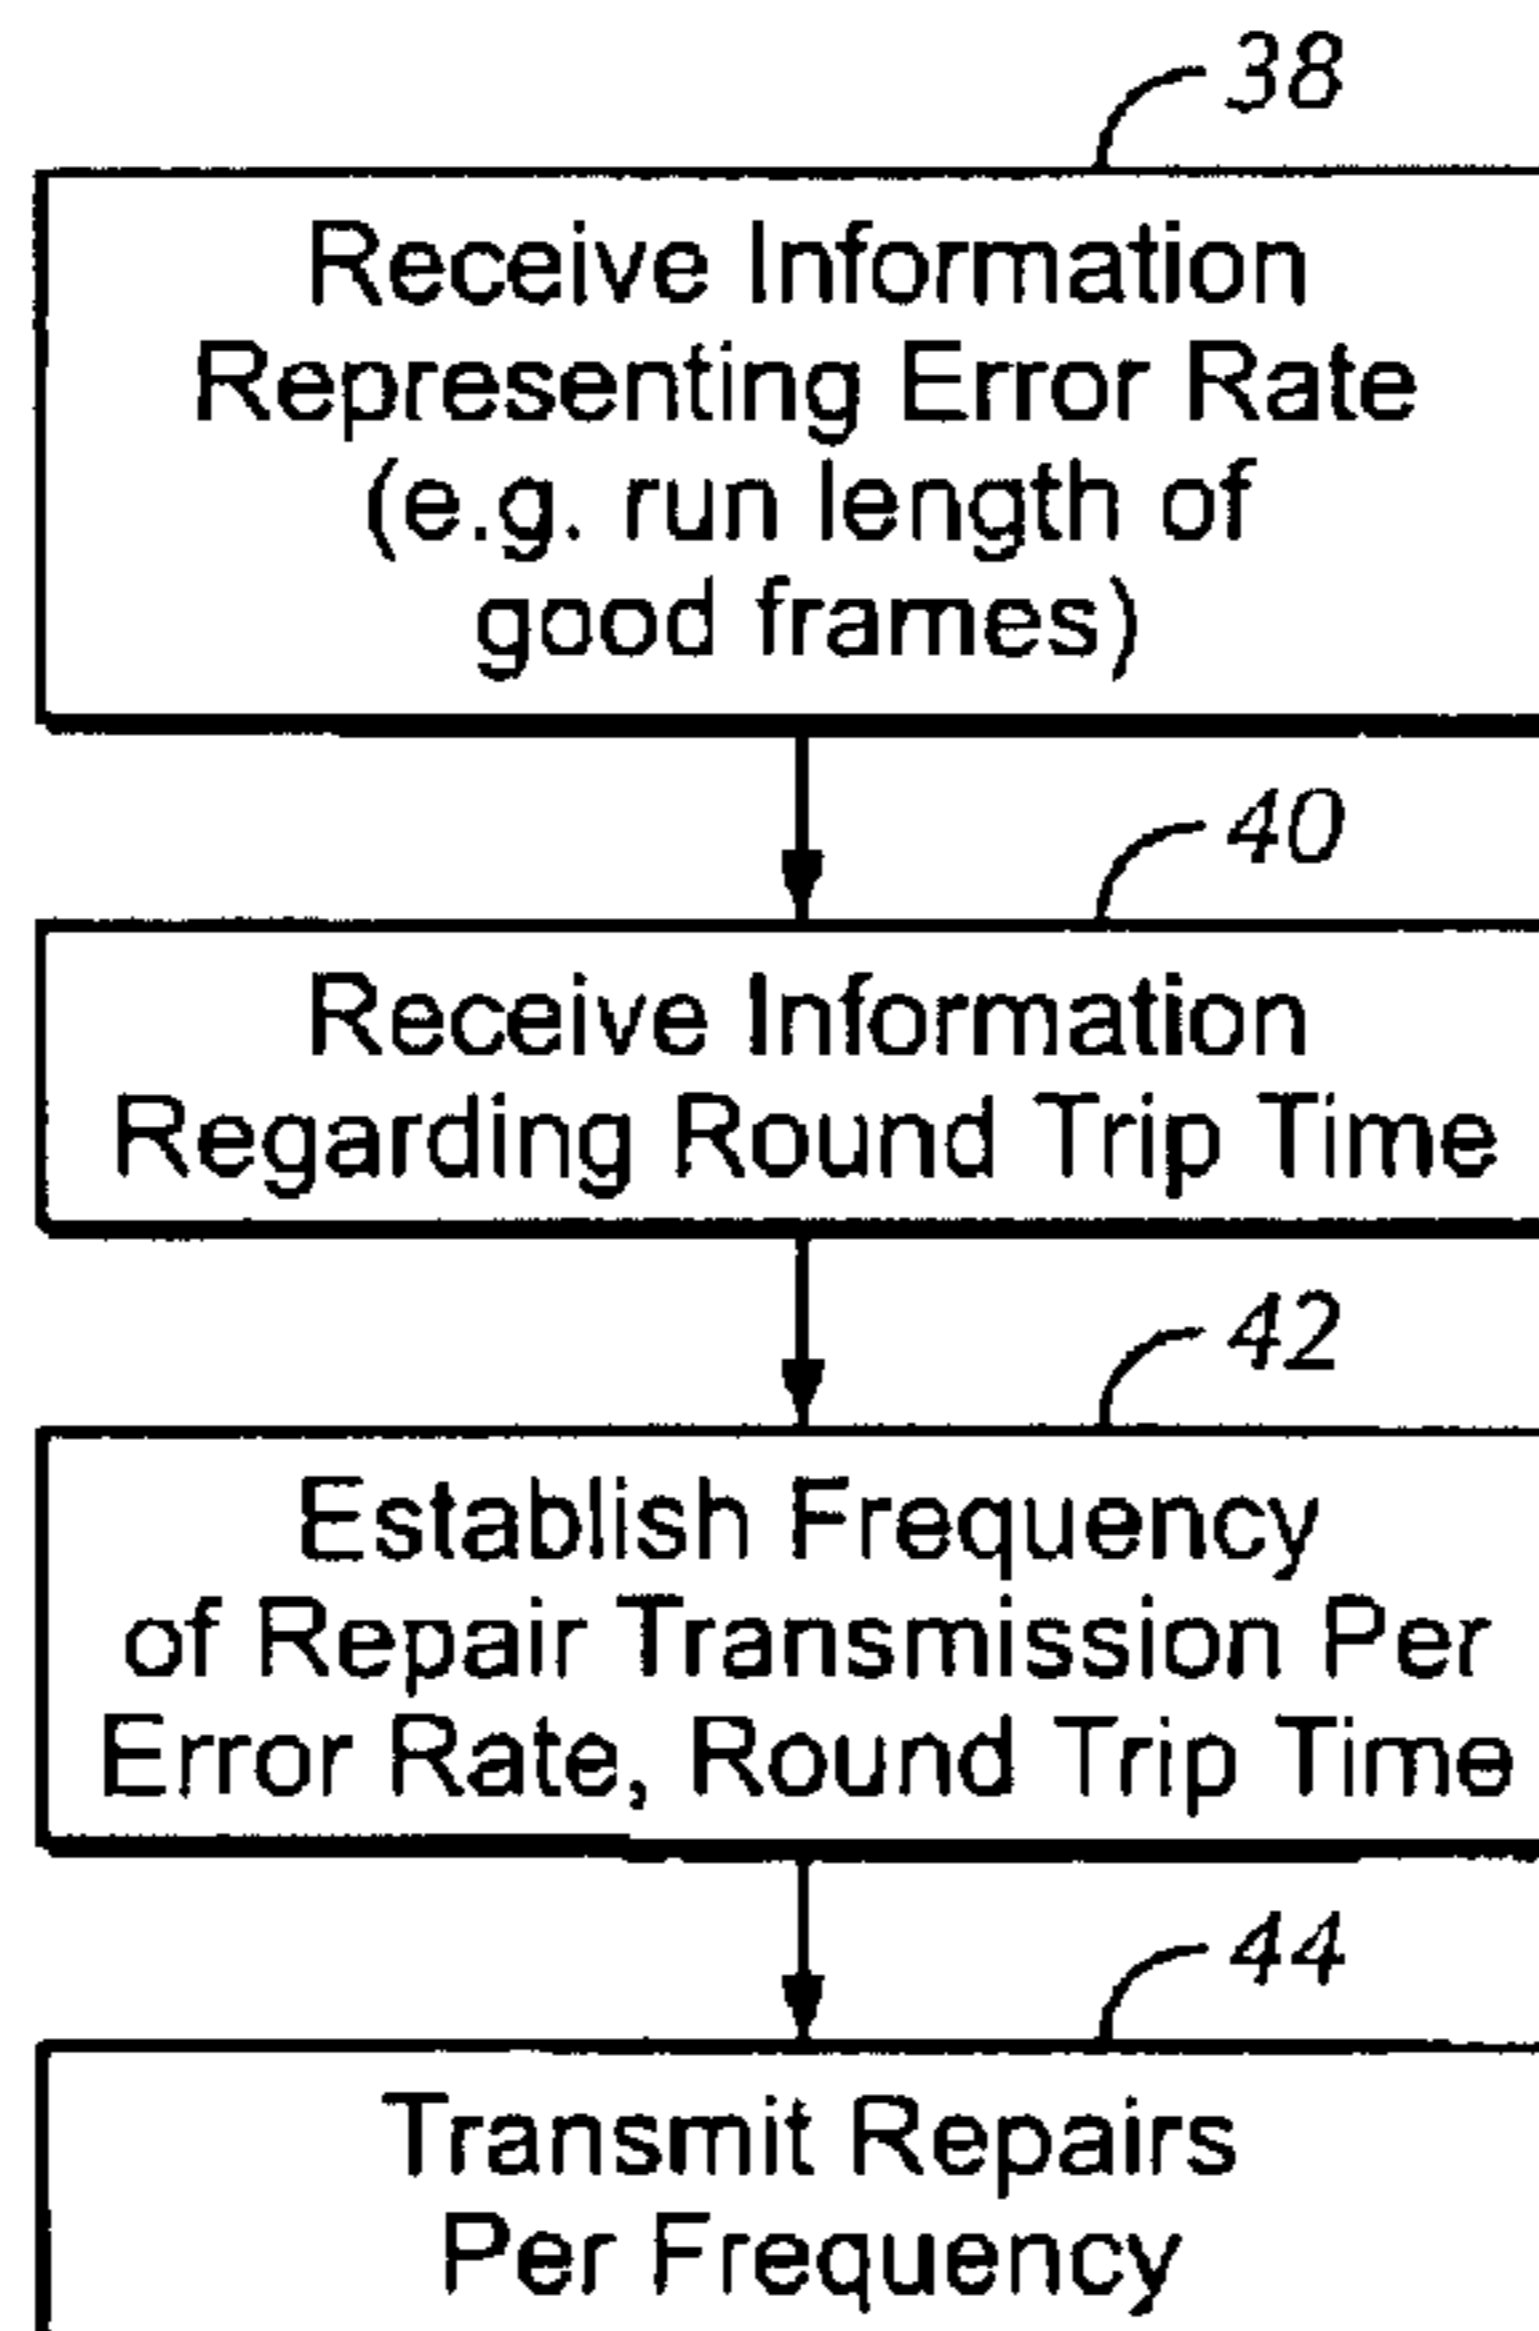 38
Receive Information
Representing Error Rate
(e.g. run length of
good frames)
40
Receive Information
Regarding Round Trip Time
42
Establish Frequency
of Repair Transmission Per
Error Rate, Round Trip Time
44
Transmit Repairs
Per Frequency